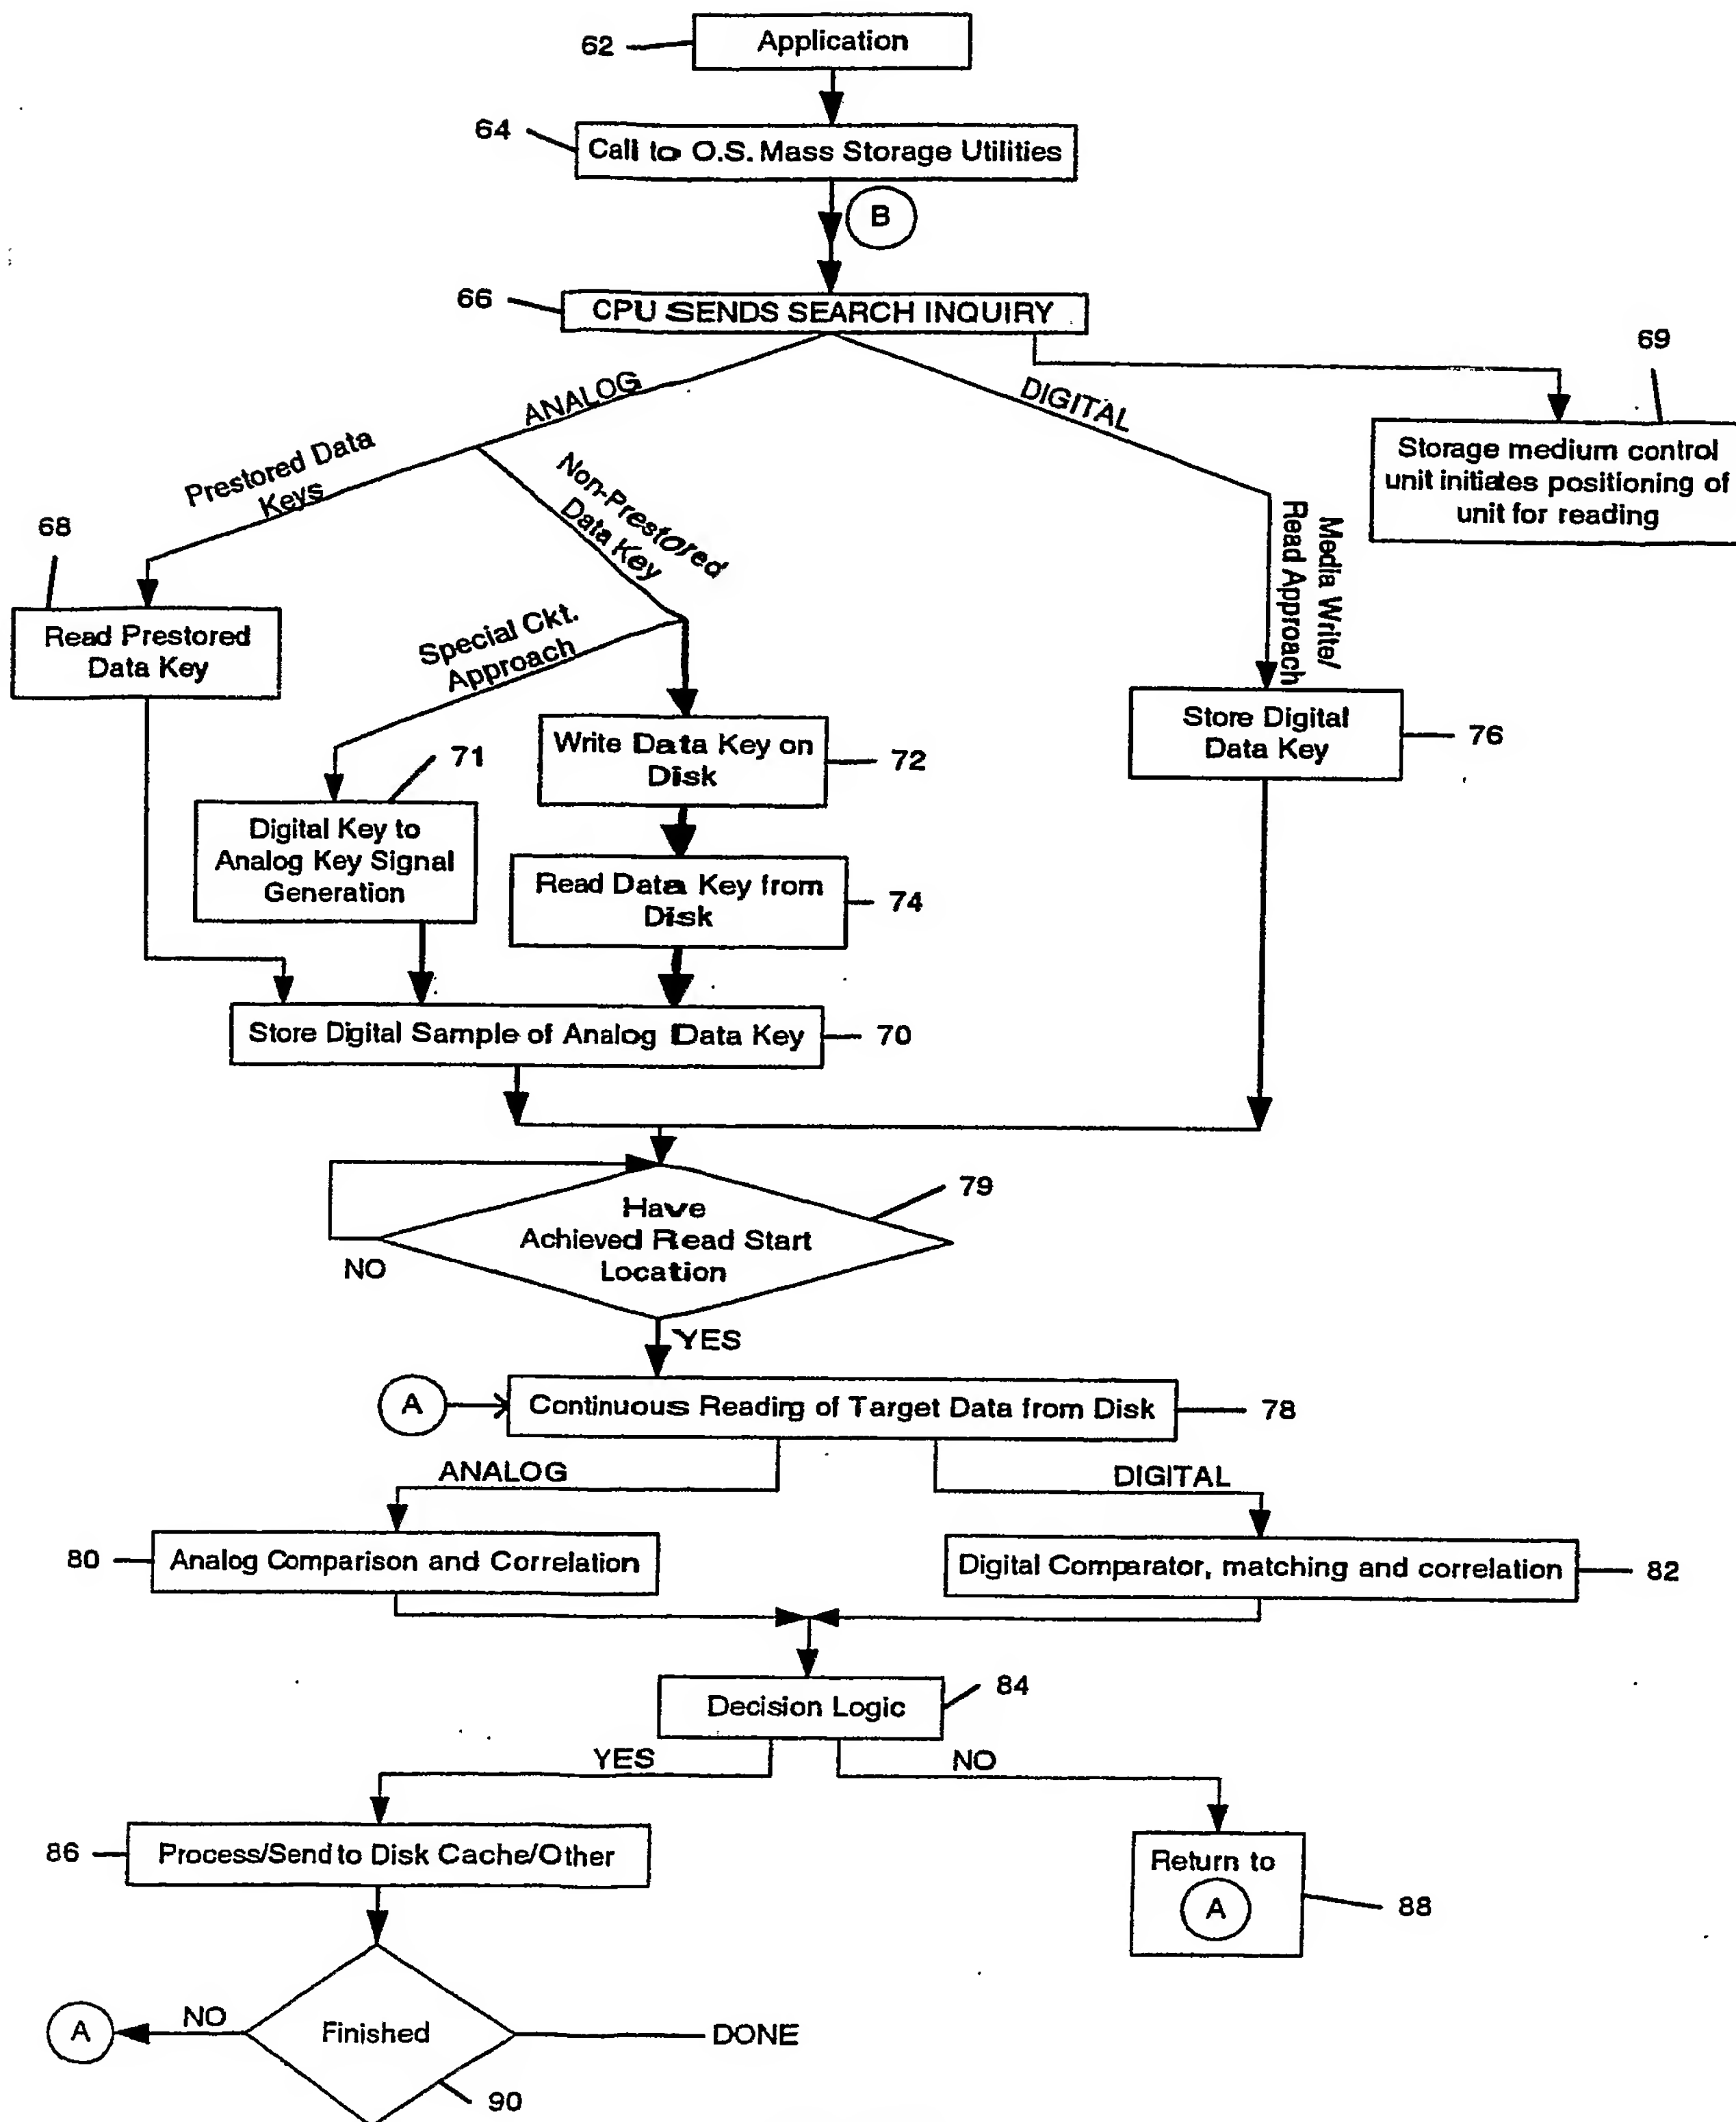 62
Application
64
Call to O.S. Mass Storage Utilities
B
66
CPU SENDS SEARCH INQUIRY
69
ANALOG
DIGITAL
Storage medium control
unit initiates positioning of
unit for reading
Prestored Data
Keys
Non-Prestored
Data Key
Media Write/
Read Approach
68
Read Prestored
Data Key
Special Ckt.
Approach
Store Digital
Data Key
76
71
Write Data Key on
Disk
72
Digital Key to
Analog Key Signal
Generation
Read Data Key from
Disk
74
Store Digital Sample of Analog Data Key
70
79
Have
Achieved Read Start
Location
NO
YES
A
Continuous Reading of Target Data from Disk
78
ANALOG
DIGITAL
80
Analog Comparison and Correlation
Digital Comparator, matching and correlation
82
84
Decision Logic
YES
NO
86
Process/Send to Disk Cache/Other
Return to
A
88
A
NO
Finished
DONE
90